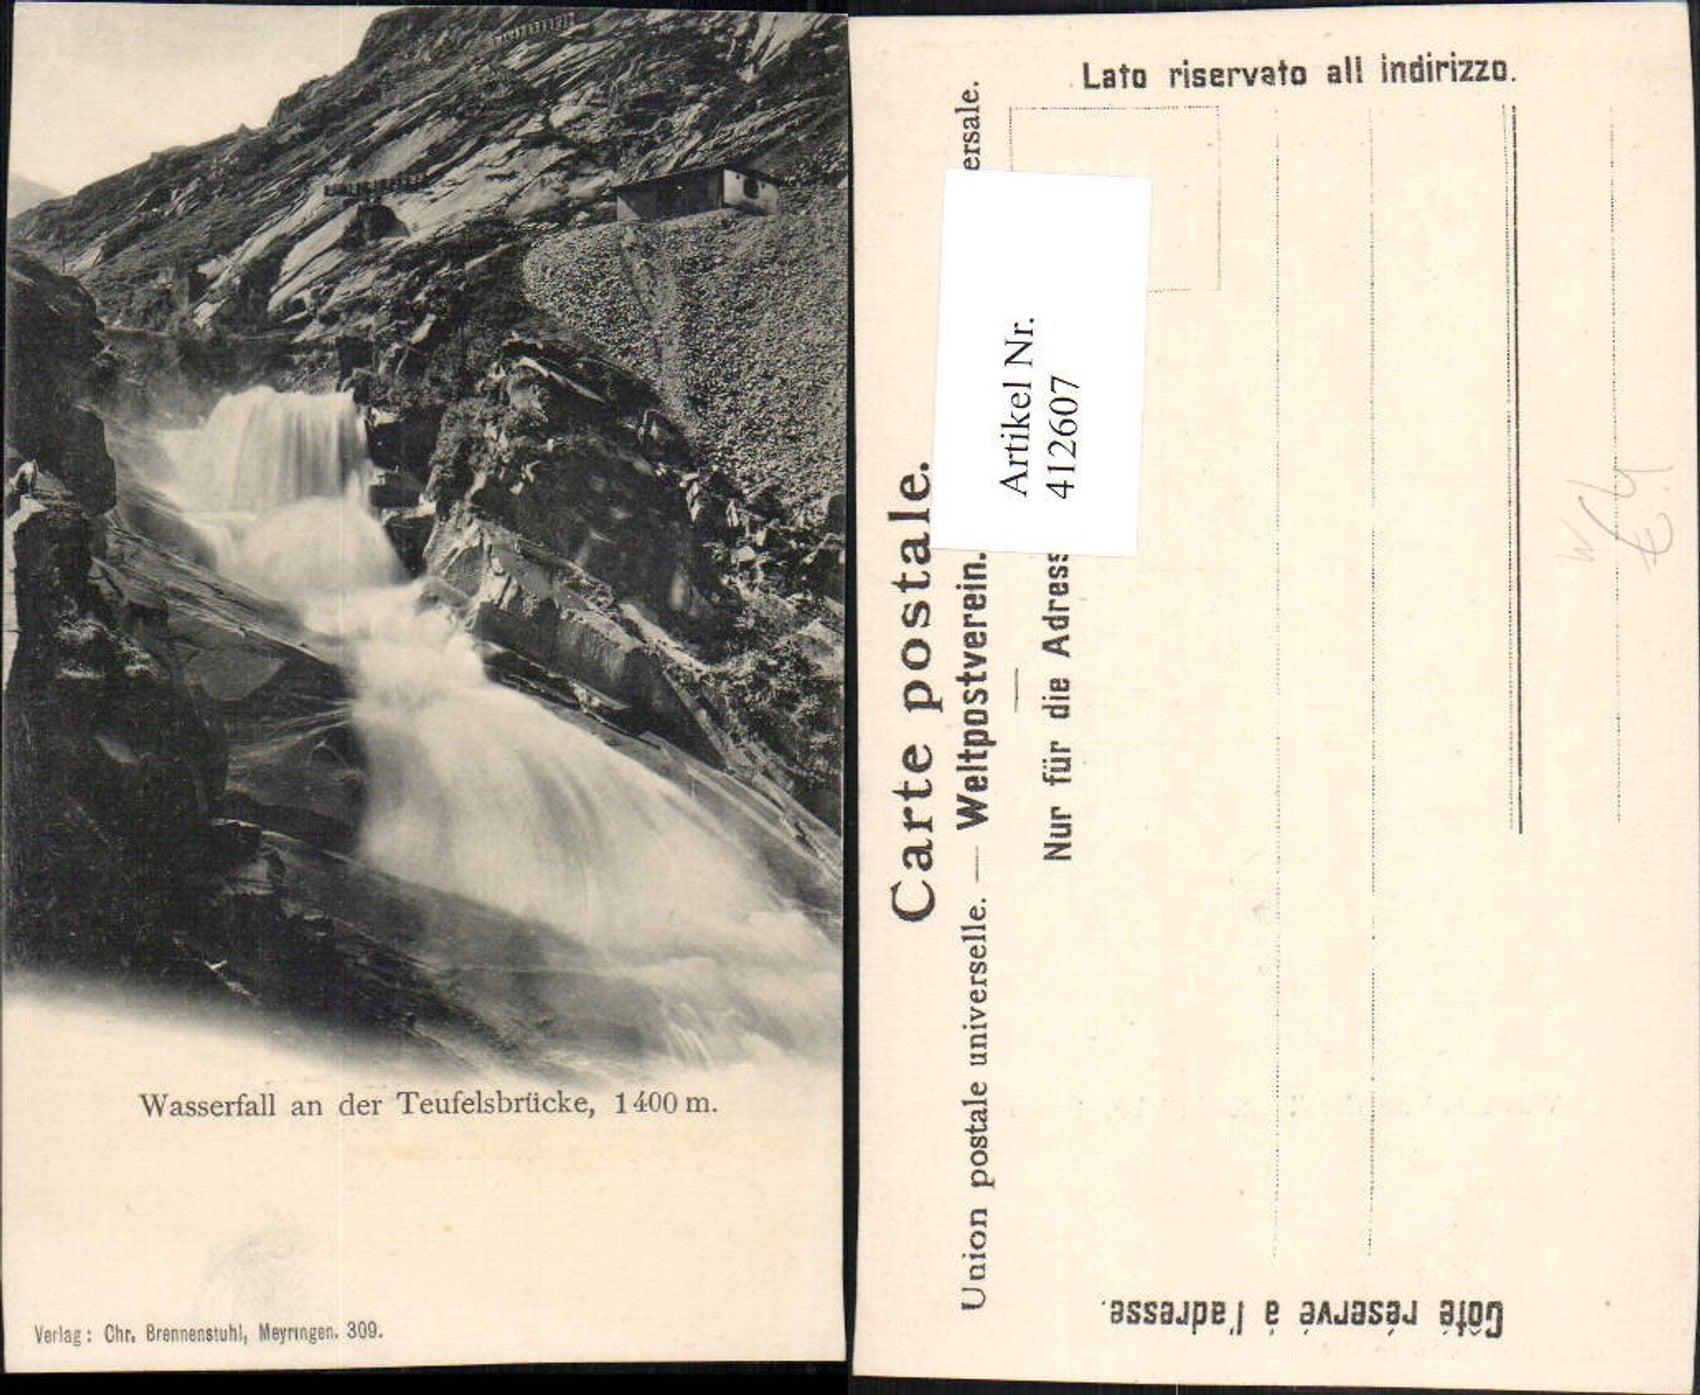 Wasserfall an der Teufelsbrücke, 1400 m.
Verlag: Chr. Brennenstuhl, Meyringen. 309.
Carte postale.
Union postale universelle. — Weltpostverein. ersale.
Nur für die Adress
Lato riservato all indirizzo.
Côté réservé á l'adresse.
Artikel Nr.
412607